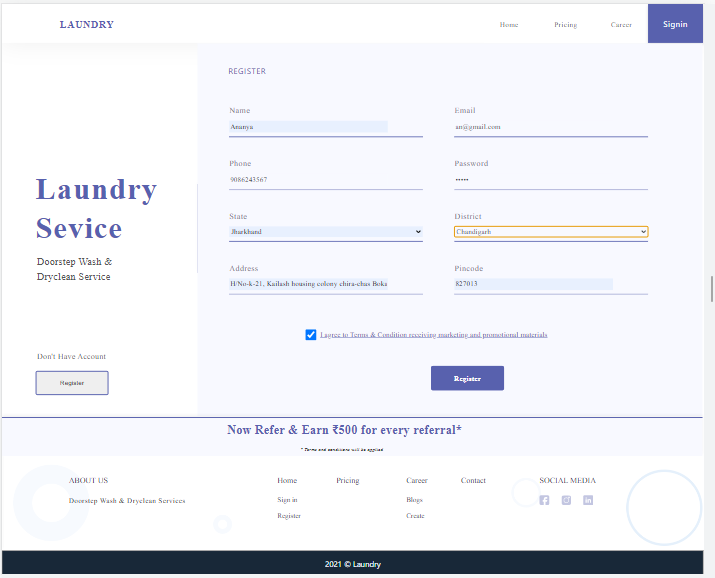 LAUNDRY
Home Pricing Career Signin
REGISTER
Name Email
Ananya an@gmail.com
Phone Password
9086243567 •••••
State District
Jharkhand Chandigarh
Address Pincode
H/No-k-21, Kailash housing colony chira-chas Boka 827013
I agree to Terms & Condition receiving marketing and promotional materials
Register
Laundry
Sevice
Doorstep Wash &
Dryclean Service
Don't Have Account
Register
Now Refer & Earn ₹500 for every referral*
* Terms and conditions will be applied
ABOUT US Home Pricing Career Contact SOCIAL MEDIA
Doorstep Wash & Dryclean Services Sign in Blogs
Register Create
2021 © Laundry